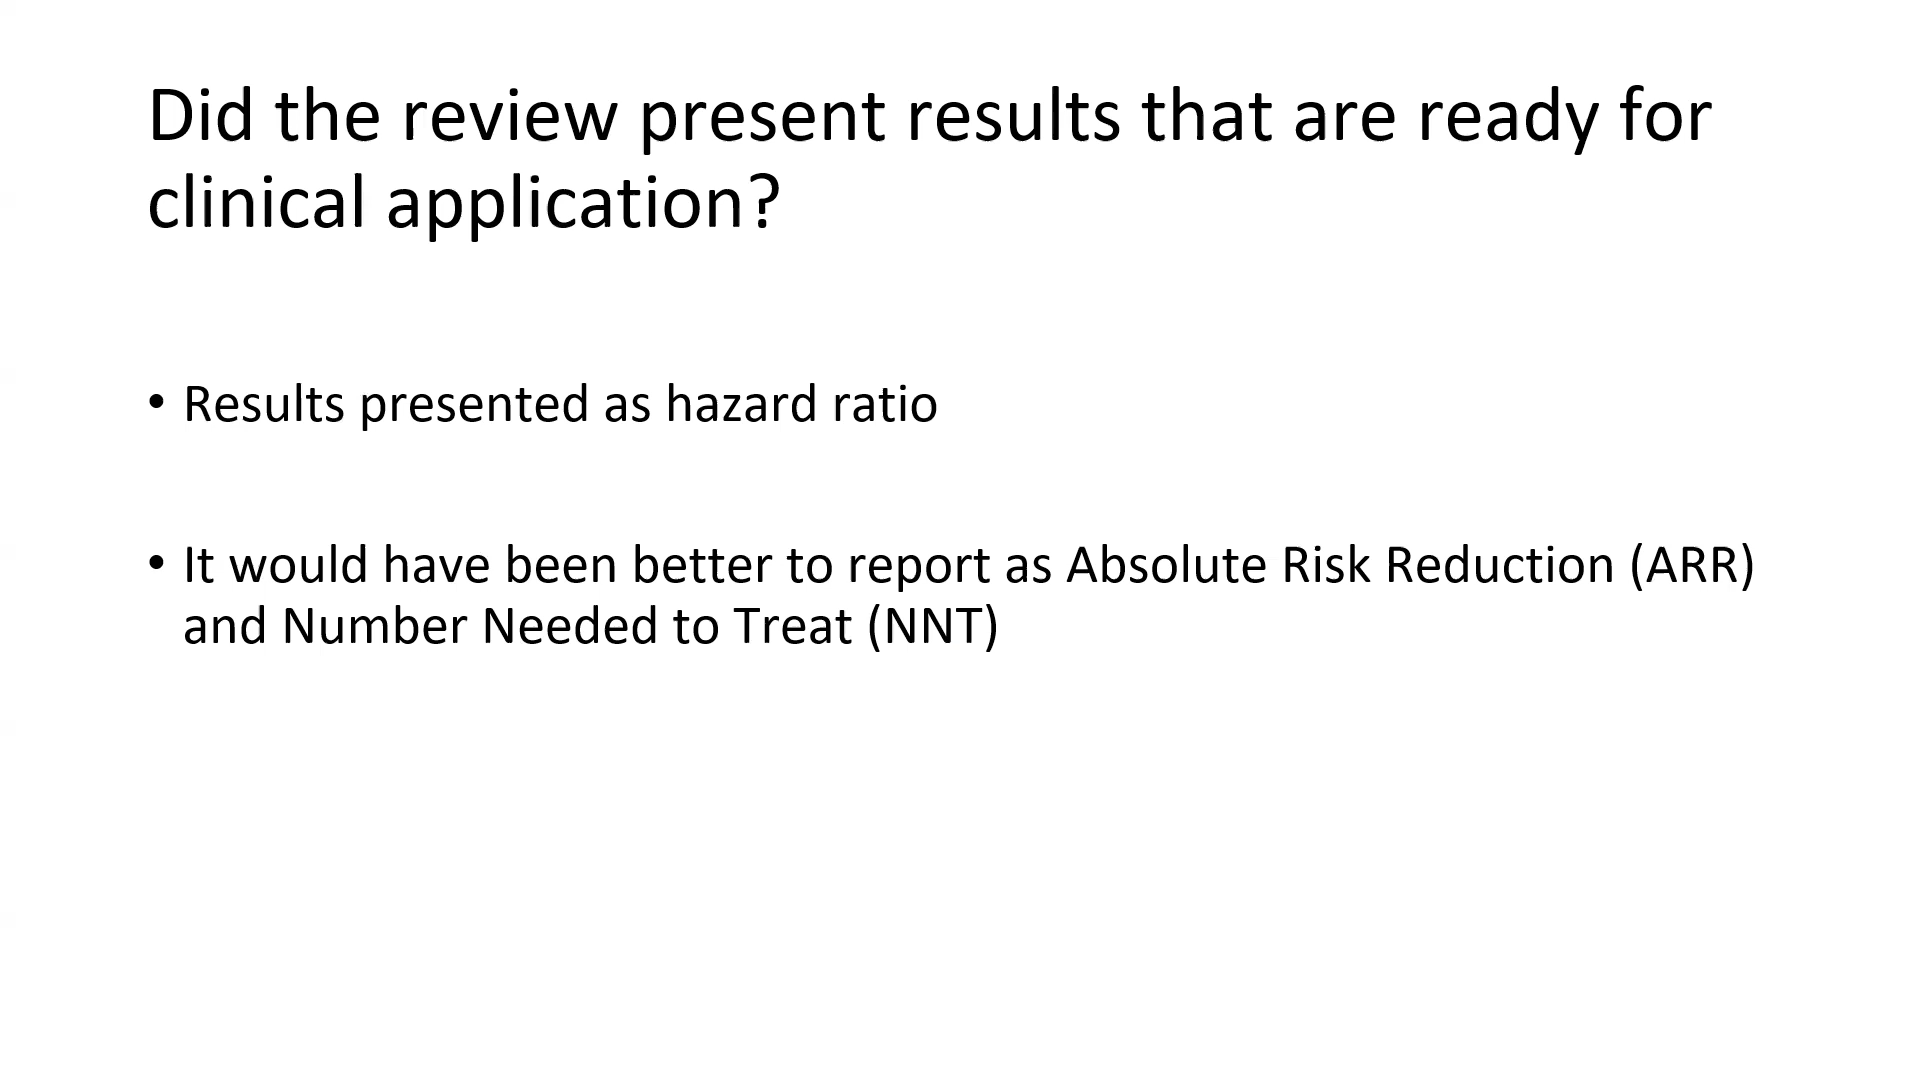 Did the review present results that are ready for
clinical application?
• Results presented as hazard ratio
• It would have been better to report as Absolute Risk Reduction (ARR)
and Number Needed to Treat (NNT)